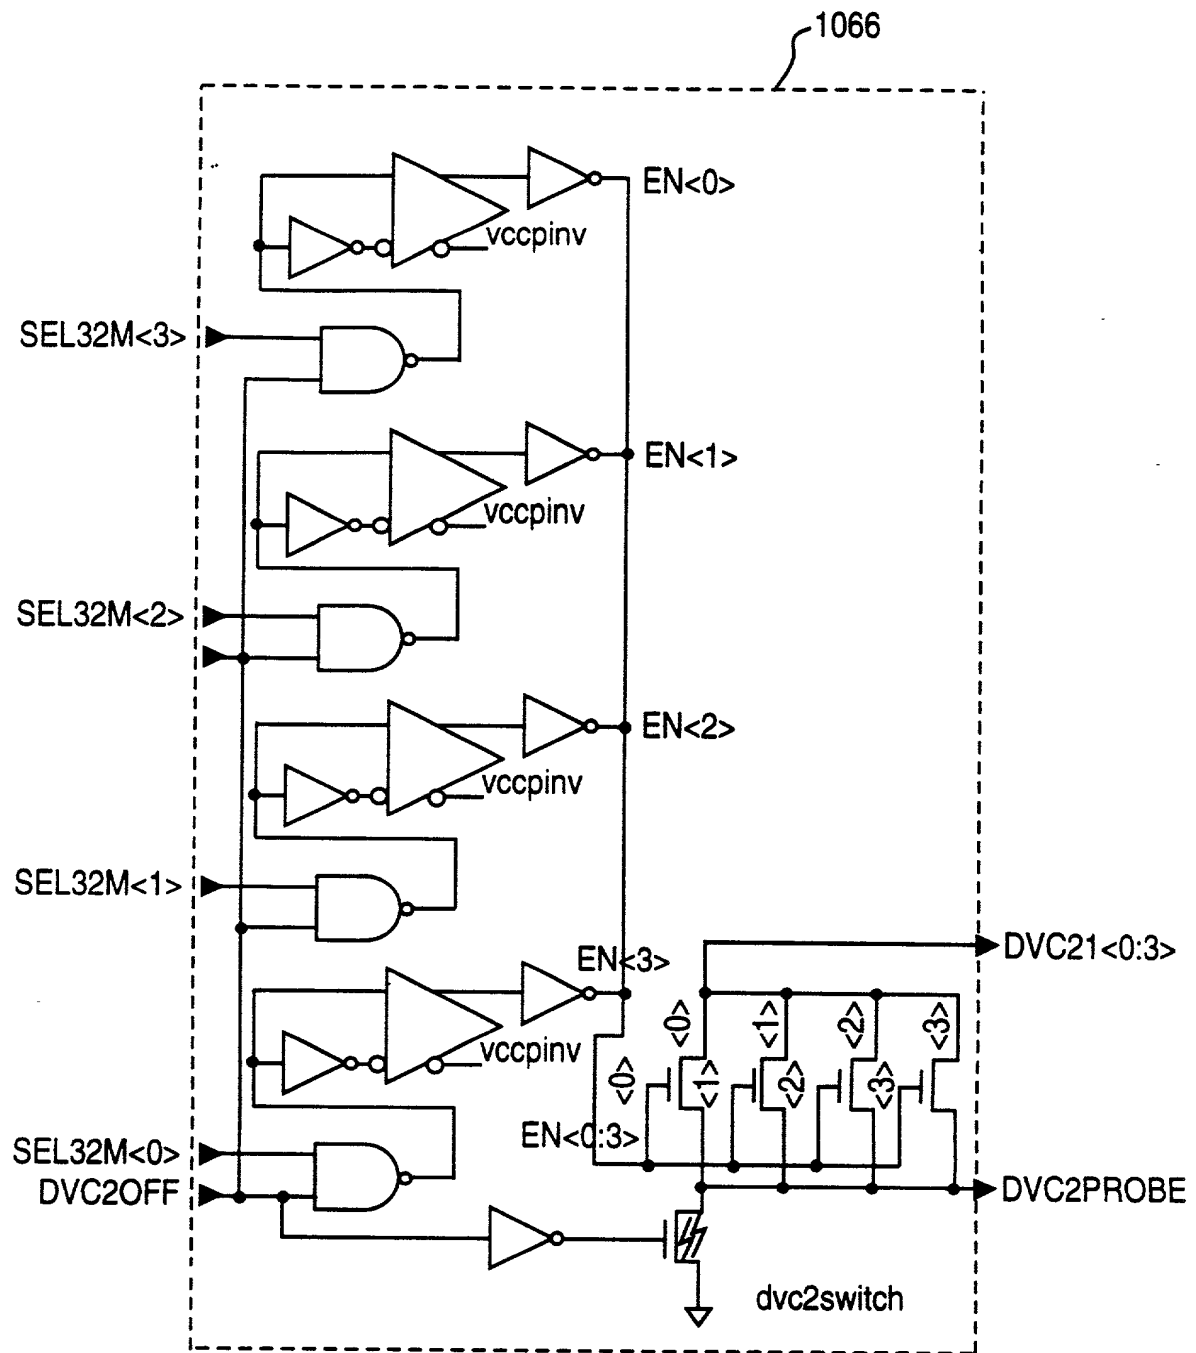 1066
EN<0>
vccpinv
SEL32M<3>
EN<1>
vccpinv
SEL32M<2>
EN<2>
vccpinv
SEL32M<1>
EN<3>
DVC21<0:3>
<0>
<1>
<2>
<3>
vccpinv
<0>
<1>
<2>
<3>
EN<0:3>
SEL32M<0>
DVC2OFF
DVC2PROBE
dvc2switch